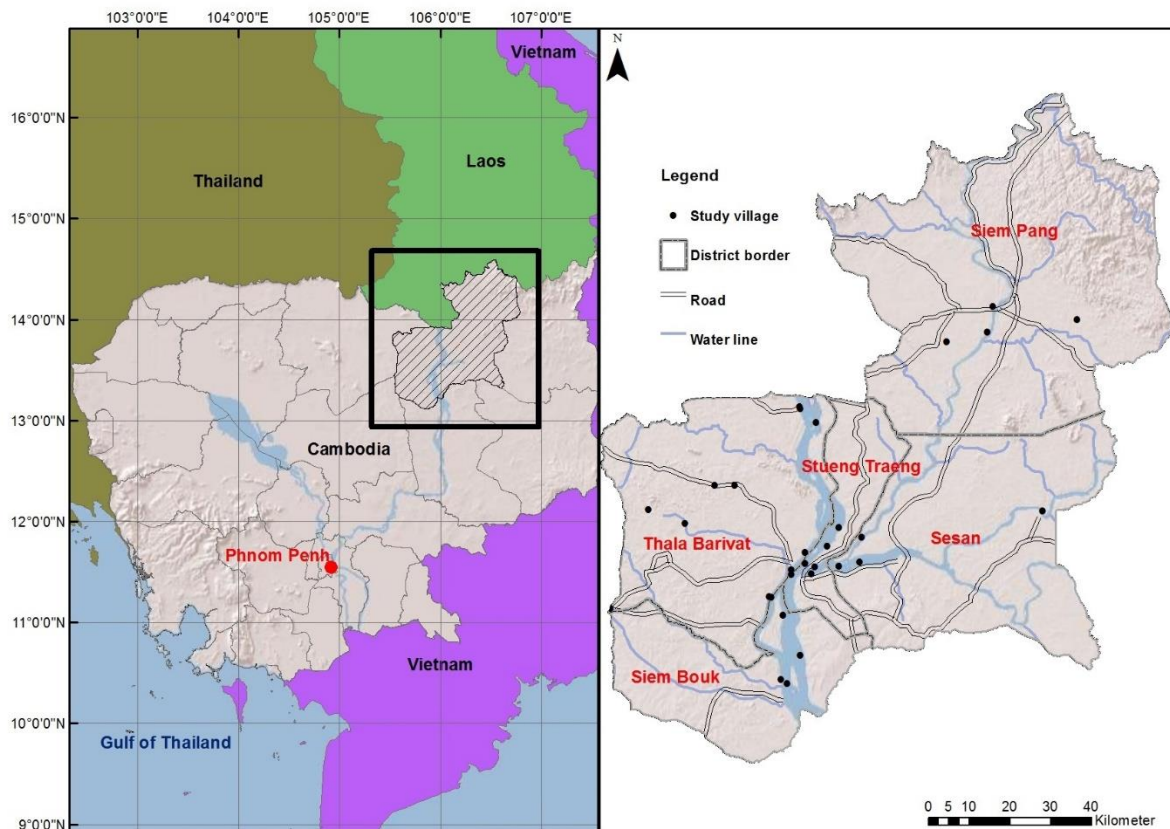 103°0'0"E 104°0'0"E 105°0'0"E 106°0'0"E 107°0'0"E
16°0'0"N
15°0'0"N
14°0'0"N
13°0'0"N
12°0'0"N
11°0'0"N
10°0'0"N
9°0'0"N
Vietnam
Laos
Thailand
Cambodia
Phnom Penh
Vietnam
Gulf of Thailand
N
Legend
Study village
District border
Road
Water line
Siem Pang
Stueng Traeng
Thala Barivat
Sesan
Siem Bouk
0 5 10 20 30 40
Kilometer